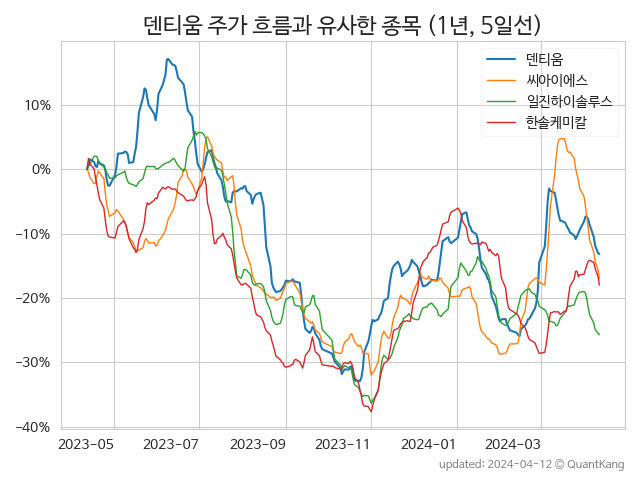 덴티움 주가 흐름과 유사한 종목 (1년, 5일선)
덴티움
씨아이에스
일진하이솔루스
한솔케미칼
10%
0%
−10%
−20%
−30%
−40%
2023-05 2023-07 2023-09 2023-11 2024-01 2024-03
updated: 2024-04-12 © QuantKang